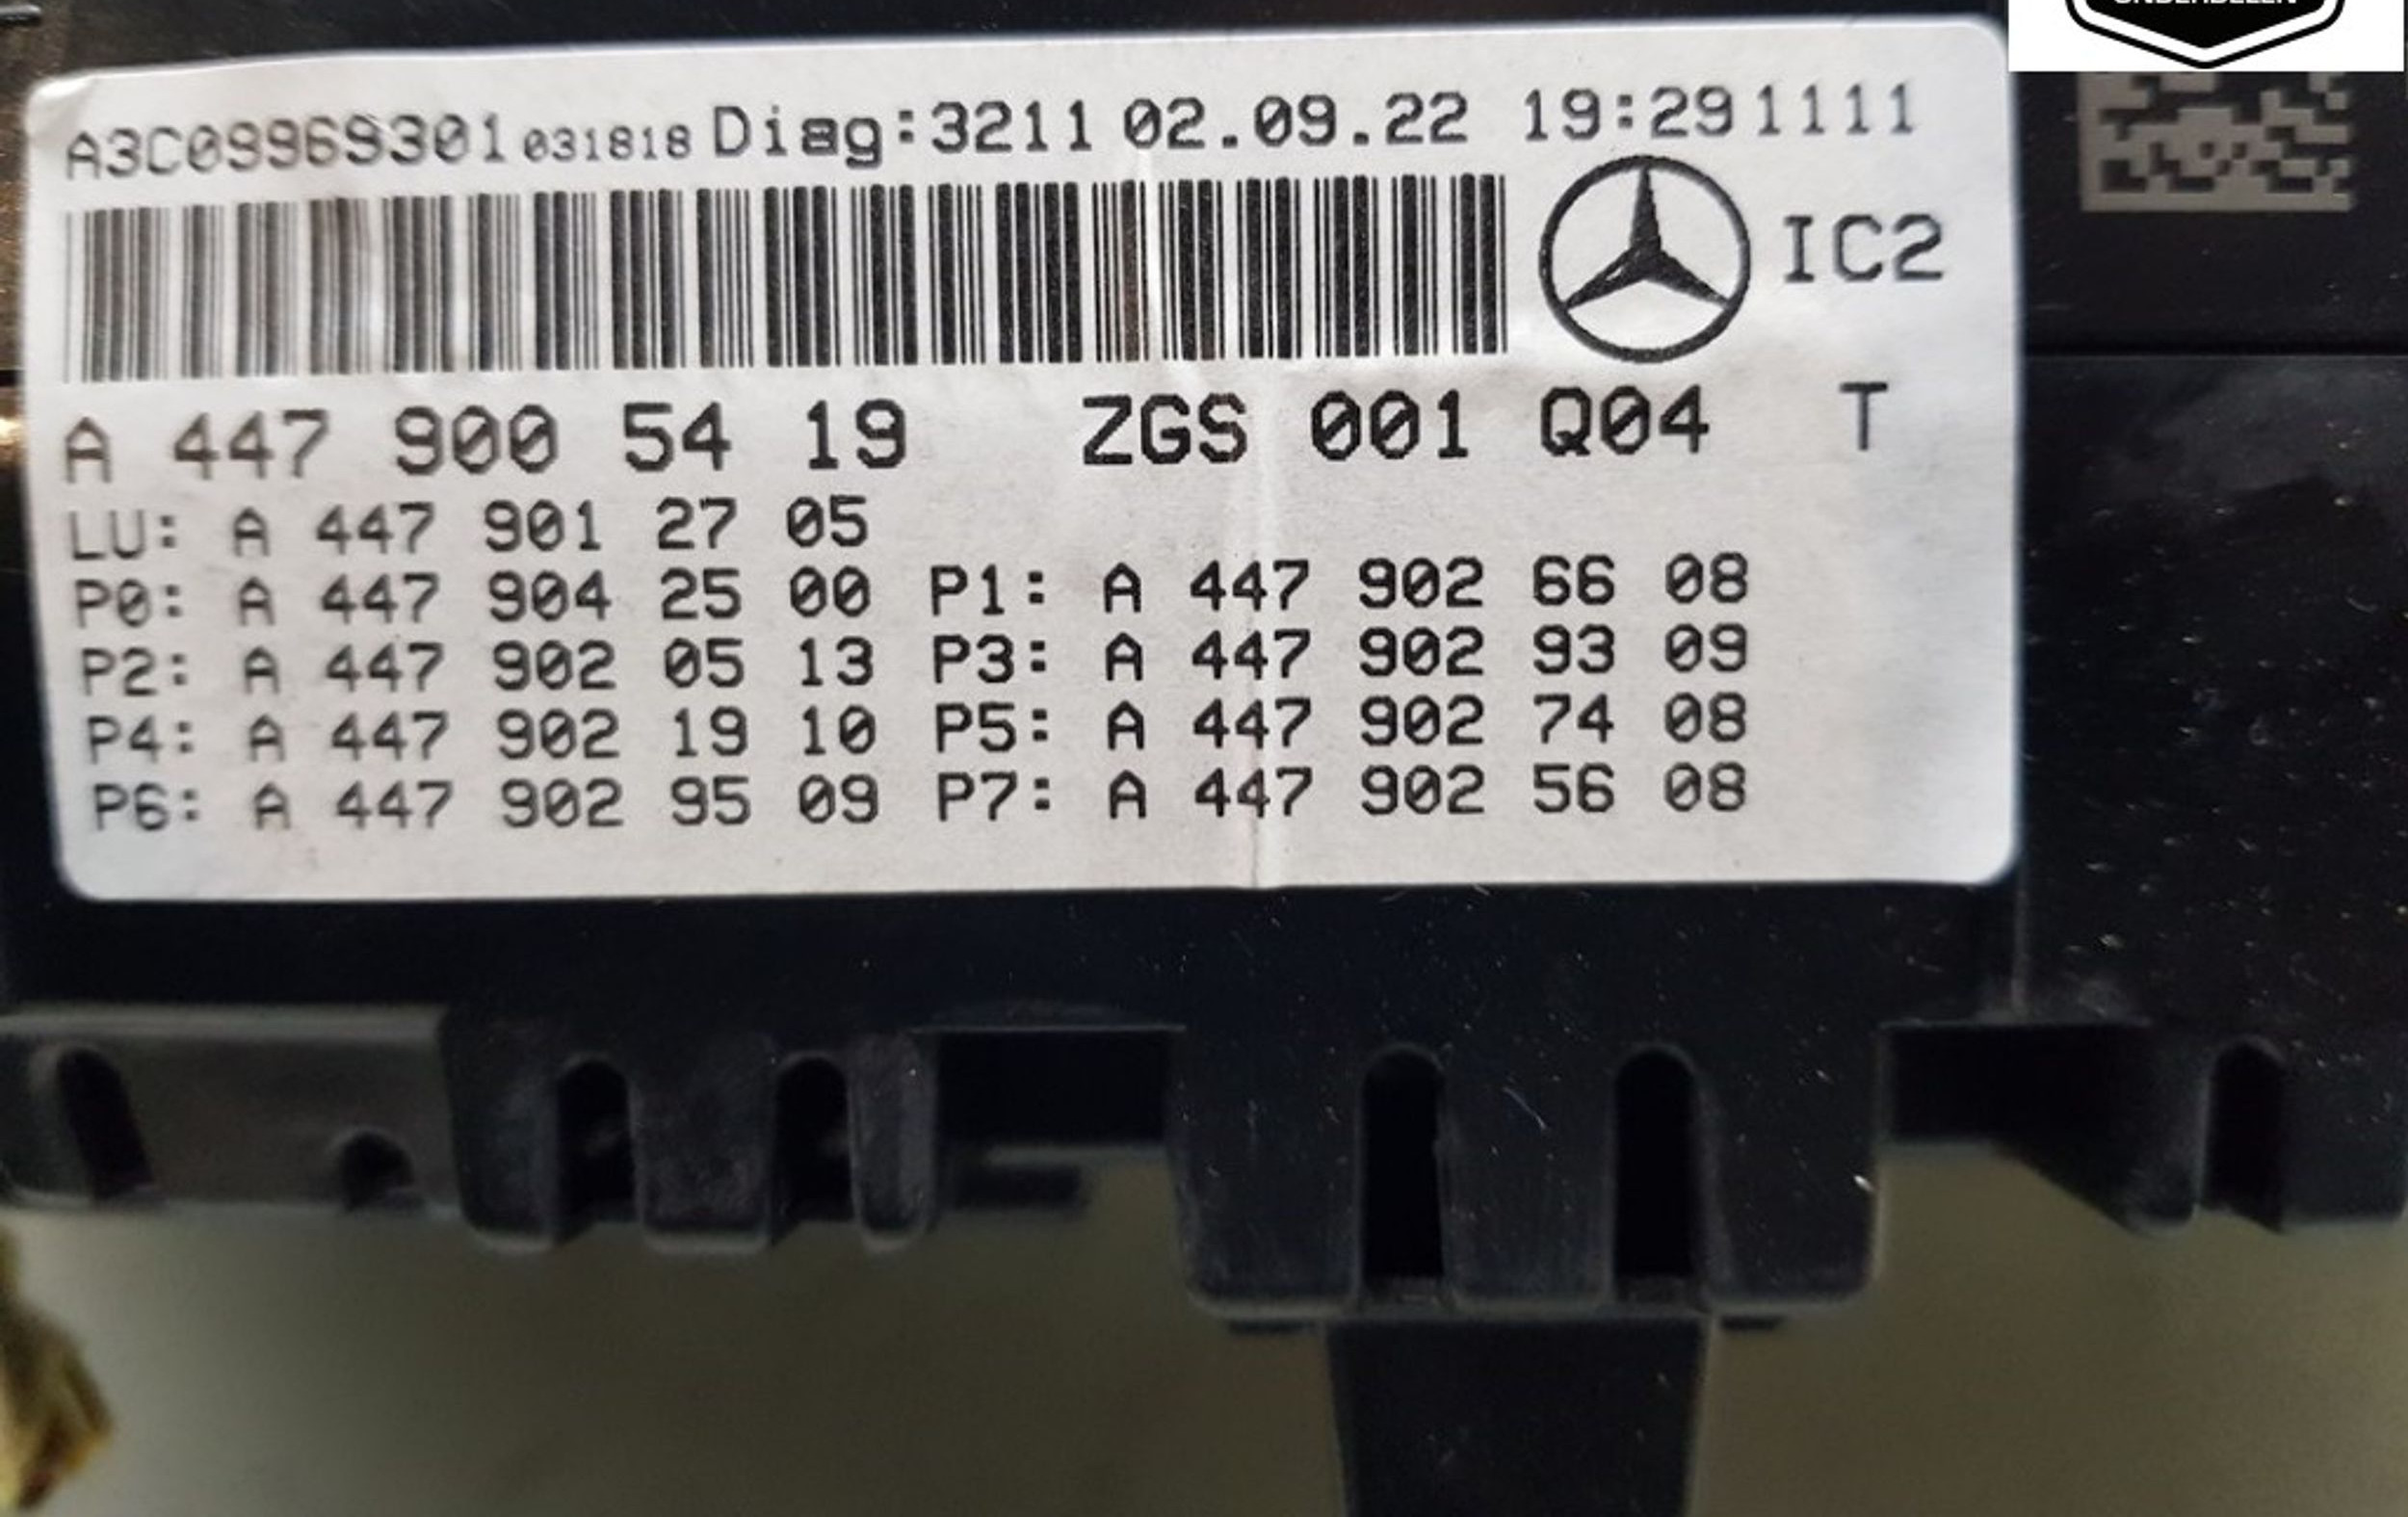 ONDERDELEN
A3C09969301 031818 Diag:3211 02.09.22 19:29 1111
IC2
A 447 900 54 19 ZGS 001 Q04 T
LU: A 447 901 27 05
P0: A 447 904 25 00 P1: A 447 902 66 08
P2: A 447 902 05 13 P3: A 447 902 93 09
P4: A 447 902 19 10 P5: A 447 902 74 08
P6: A 447 902 95 09 P7: A 447 902 56 08